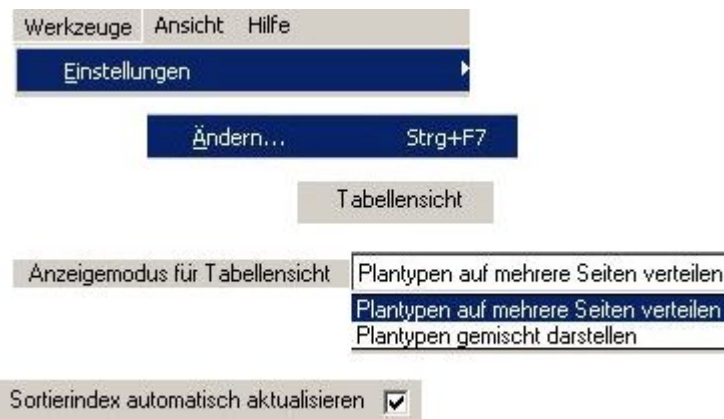 Werkzeuge Ansicht Hilfe
Einstellungen
Ändern... Strg+F7
Tabellensicht
Anzeigemodus für Tabellensicht Plantypen auf mehrere Seiten verteilen
Plantypen auf mehrere Seiten verteilen
Plantypen gemischt darstellen
Sortierindex automatisch aktualisieren